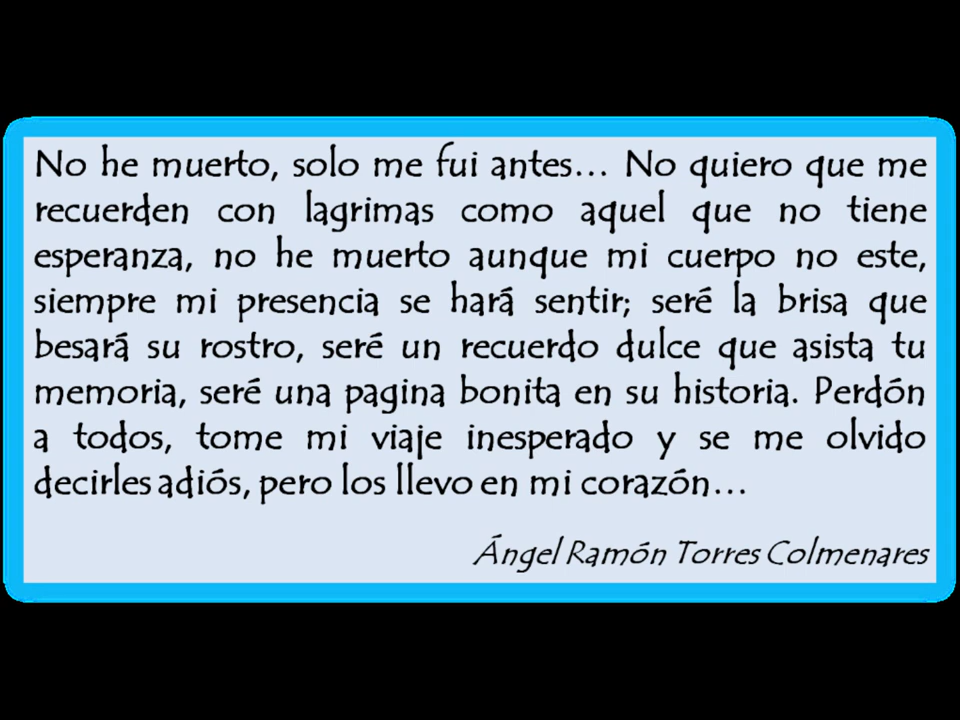 No he muerto, solo me fui antes... No quiero que me
recuerden con lagrimas como aquel que no tiene
esperanza, no he muerto aunque mi cuerpo no este,
siempre mi presencia se hará sentir; seré la brisa que
besará su rostro, seré un recuerdo dulce que asista tu
memoria, seré una pagina bonita en su historia. Perdón
a todos, tome mi viaje inesperado y se me olvido
decirles adiós, pero los llevo en mi corazón...
Ángel Ramón Torres Colmenares